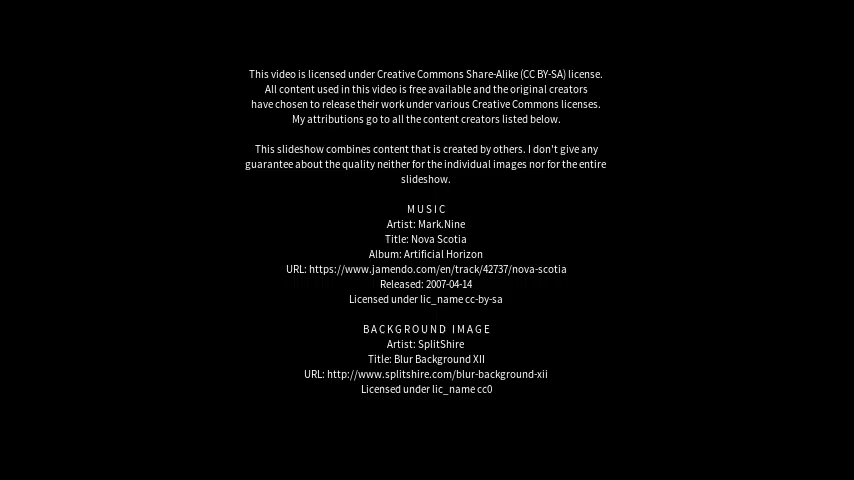 This video is licensed under Creative Commons Share-Alike (CC BY-SA) license.
All content used in this video is free available and the original creators
have chosen to release their work under various Creative Commons licenses.
My attributions go to all the content creators listed below.
This slideshow combines content that is created by others. I don't give any
guarantee about the quality neither for the individual images nor for the entire
slideshow.
MUSIC
Artist: Mark.Nine
Title: Nova Scotia
Album: Artificial Horizon
URL: https://www.jamendo.com/en/track/42737/nova-scotia
Released: 2007-04-14
Licensed under lic_name cc-by-sa
BACKGROUND IMAGE
Artist: SplitShire
Title: Blur Background XII
URL: http://www.splitshire.com/blur-background-xii
Licensed under lic_name cc0